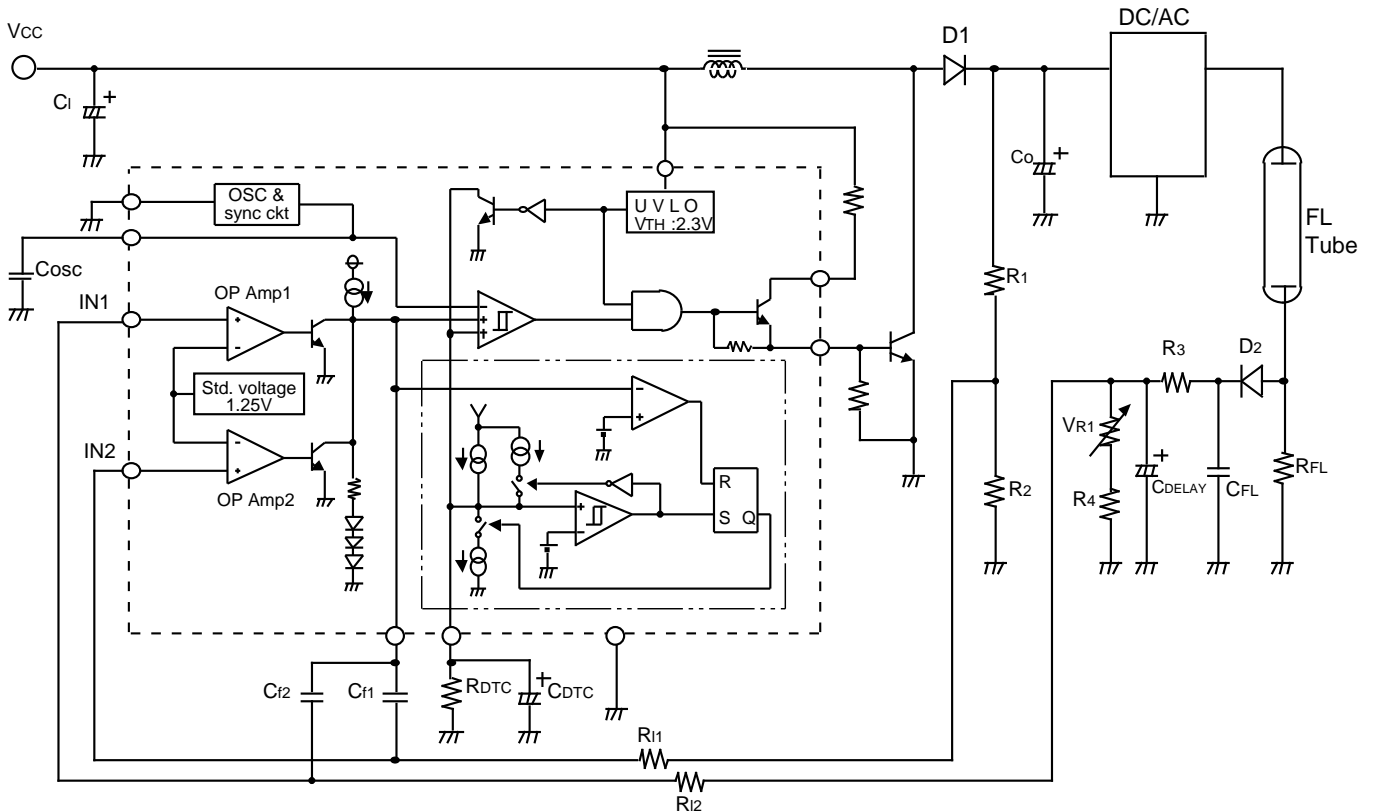 VCC
CI
+
D1
DC/AC
Co
+
FL
Tube
OSC &
sync ckt
U V L O
VTH :2.3V
Cosc
IN1
OP Amp1
+
-
Std. voltage
1.25V
-
+
IN2
OP Amp2
-
+
+
-
+
+
-
R
S Q
R1
R2
R3
D2
VR1
R4
+
CDELAY
CFL
RFL
Cf2
Cf1
RDTC
+
CDTC
RI1
RI2